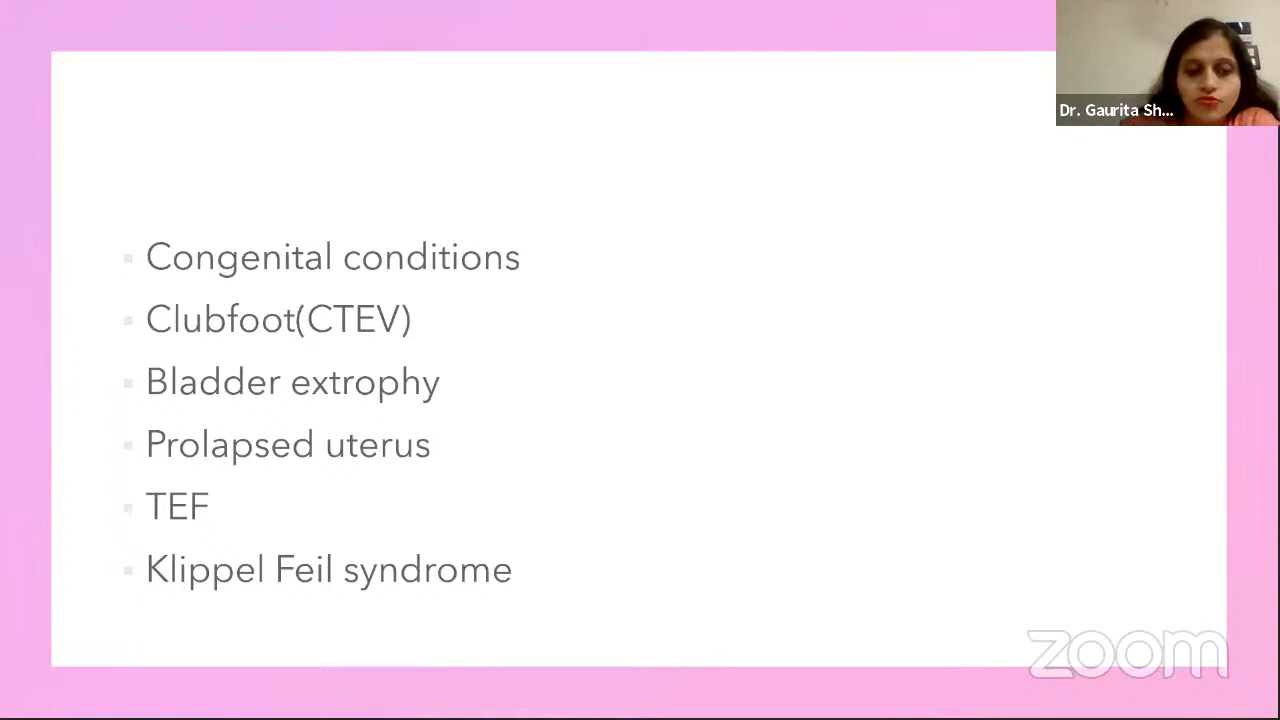 Dr. Gaurita Sh...
Congenital conditions
Clubfoot(CTEV)
Bladder extrophy
Prolapsed uterus
TEF
Klippel Feil syndrome
zoom